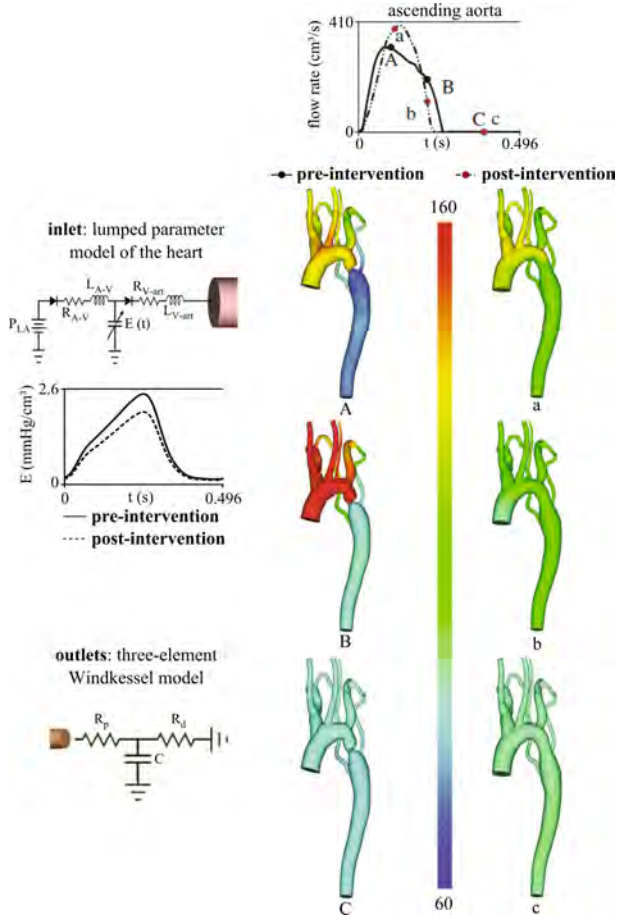 ascending aorta
410
flow rate (cm³/s)
a
A
B
b
C c
0
0
t (s)
0.496
pre-intervention
post-intervention
inlet: lumped parameter
model of the heart
L_A-V
R_V-art
P_LA
R_A-V
E (t)
L_V-art
2.6
E (mmHg/cm³)
0
0
t (s)
0.496
pre-intervention
post-intervention
outlets: three-element
Windkessel model
R_p
R_d
C
160
60
A
a
B
b
C
c